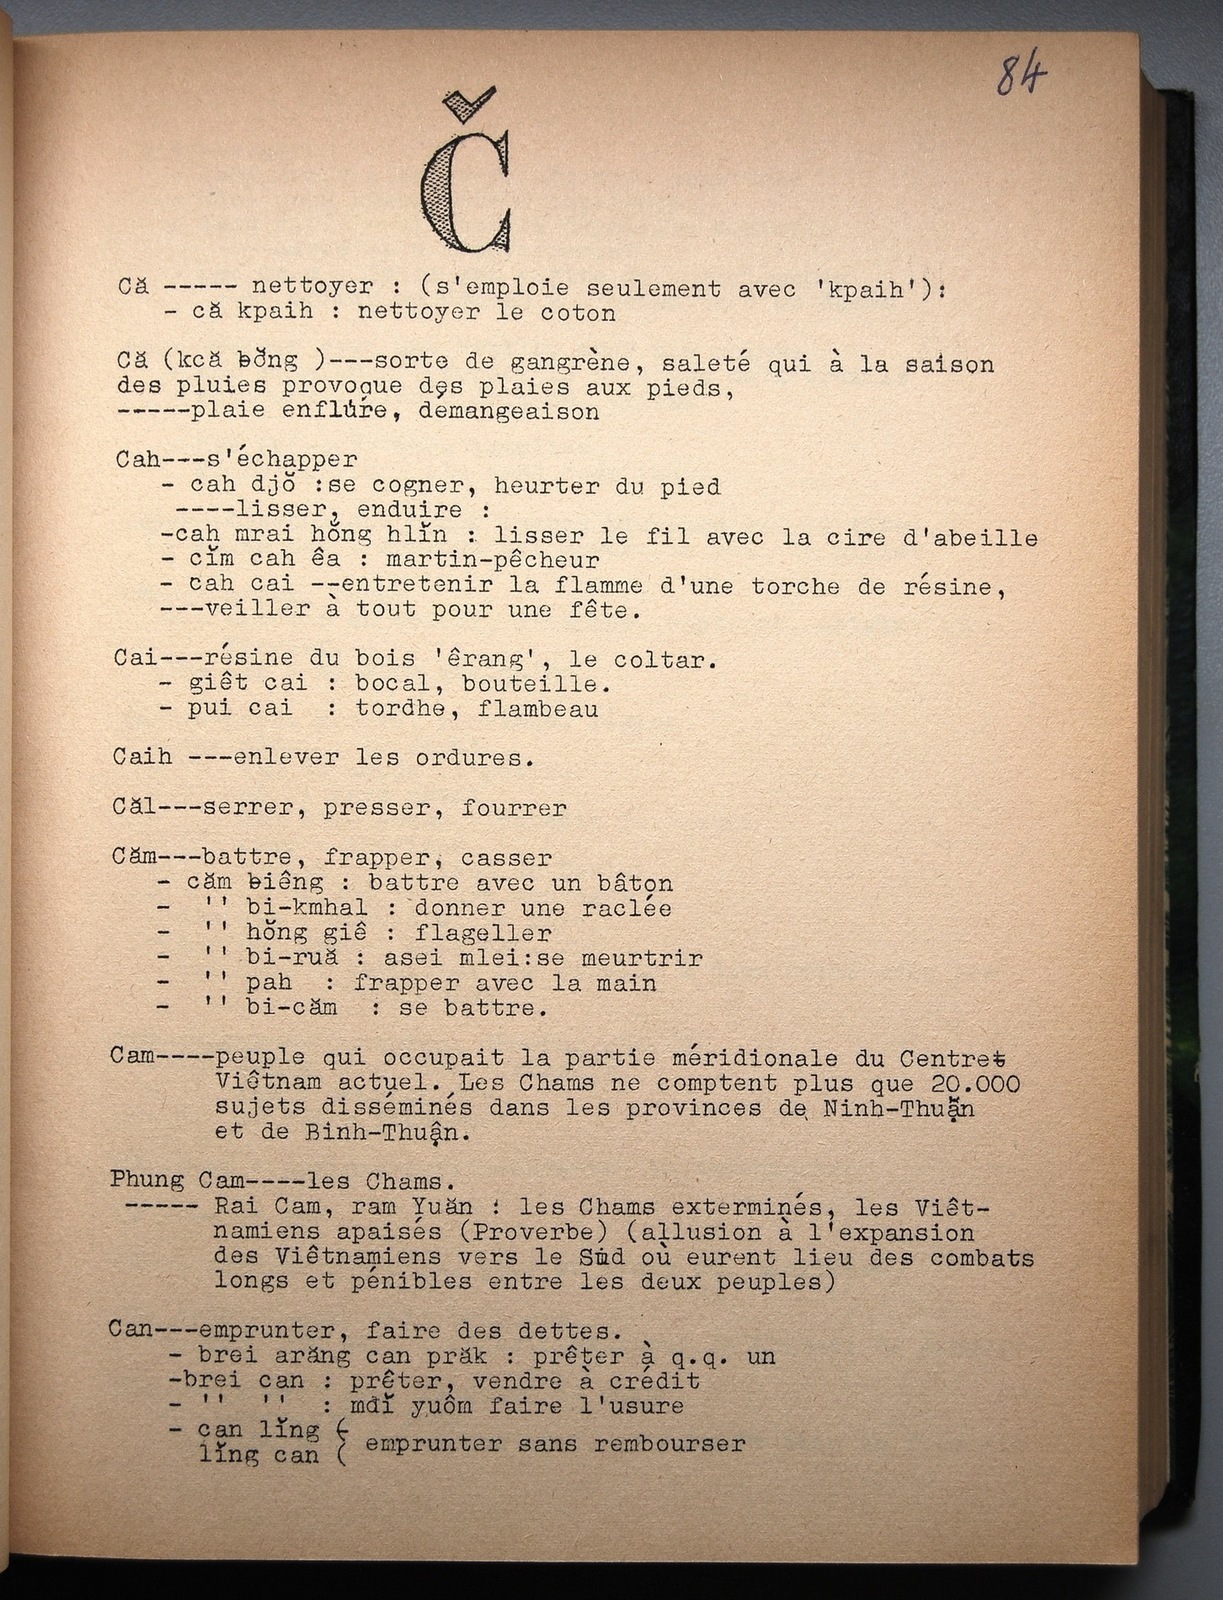 84
Č
Că ----- nettoyer : (s'emploie seulement avec 'kpaih'):
- că kpaih : nettoyer le coton
Că (kcă ƀŏng )---sorte de gangrène, saleté qui à la saison
des pluies provoque des plaies aux pieds,
-----plaie enflure, demangeaison
Cah---s'échapper
- cah djŏ :se cogner, heurter du pied
----lisser, enduire :
-cah mrai hŏng hlĭn : lisser le fil avec la cire d'abeille
- cĭm cah êa : martin-pêcheur
- cah cai --entretenir la flamme d'une torche de résine,
---veiller à tout pour une fête.
Cai---résine du bois 'êrang', le coltar.
- giêt cai : bocal, bouteille.
- pui cai : tordhe, flambeau
Caih ---enlever les ordures.
Căl---serrer, presser, fourrer
Căm---battre, frapper, casser
- căm ƀiêng : battre avec un bâton
- '' bi-kmhal : donner une raclée
- '' hŏng giê : flageller
- '' bi-ruă : asei mlei:se meurtrir
- '' pah : frapper avec la main
- '' bi-căm : se battre.
Cam----peuple qui occupait la partie méridionale du Centre
Viêtnam actuel. Les Chams ne comptent plus que 20.000
sujets disséminés dans les provinces de Ninh-Thuận
et de Binh-Thuận.
Phung Cam----les Chams.
----- Rai Cam, ram Yuăn : les Chams exterminés, les Viêt-
namiens apaisés (Proverbe) (allusion à l'expansion
des Viêtnamiens vers le Sud où eurent lieu des combats
longs et pénibles entre les deux peuples)
Can---emprunter, faire des dettes.
- brei arăng can prăk : prêter à q.q. un
-brei can : prêter, vendre à crédit
- '' '' : mđĭ yuôm faire l'usure
- can lĭng (
lĭng can ( emprunter sans rembourser